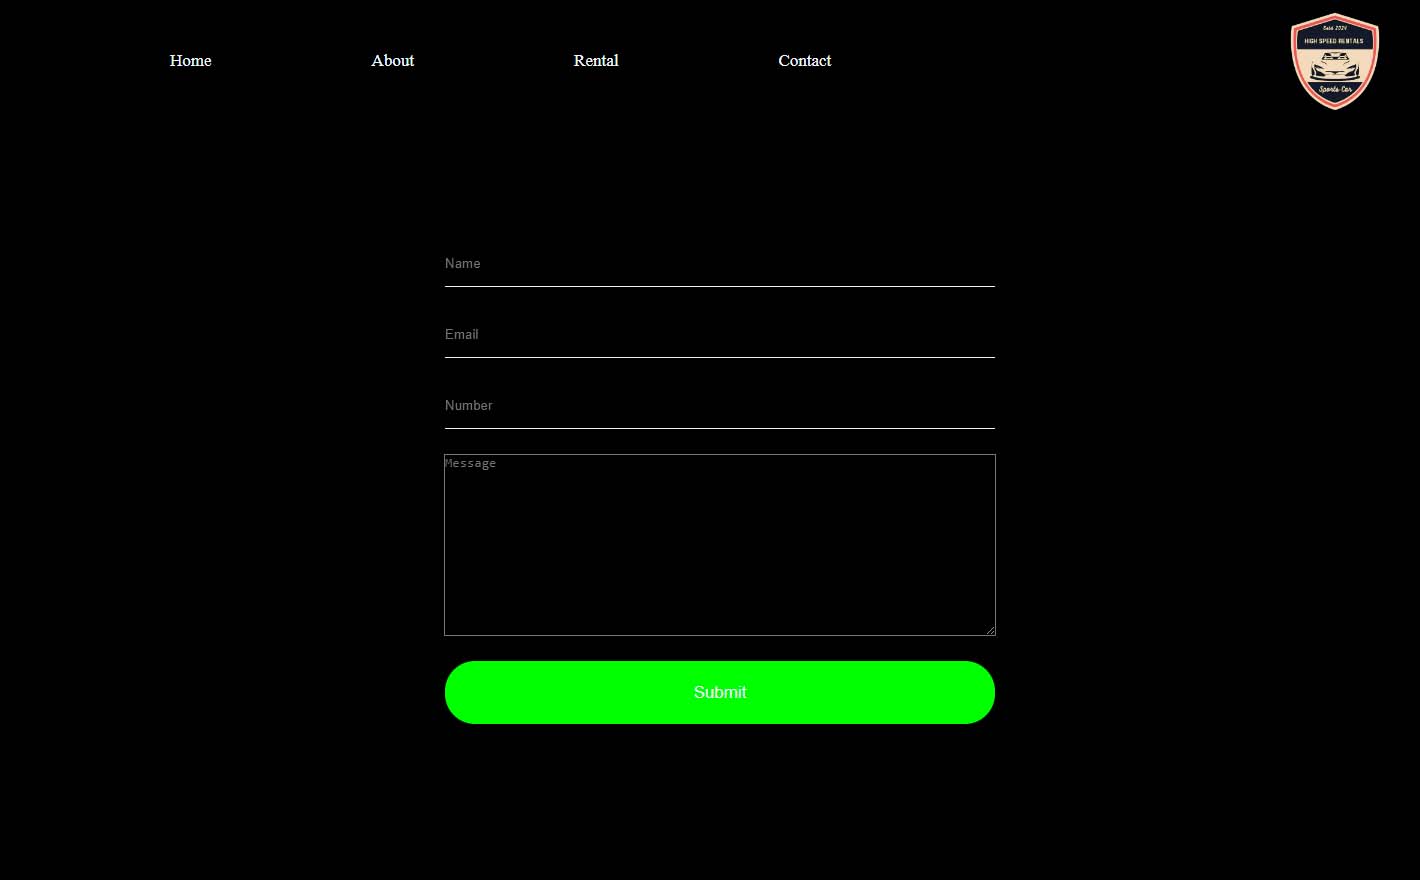 Home About Rental Contact
Estd 2024
HIGH SPEED RENTALS
Sports Car
Name
Email
Number
Message
Submit